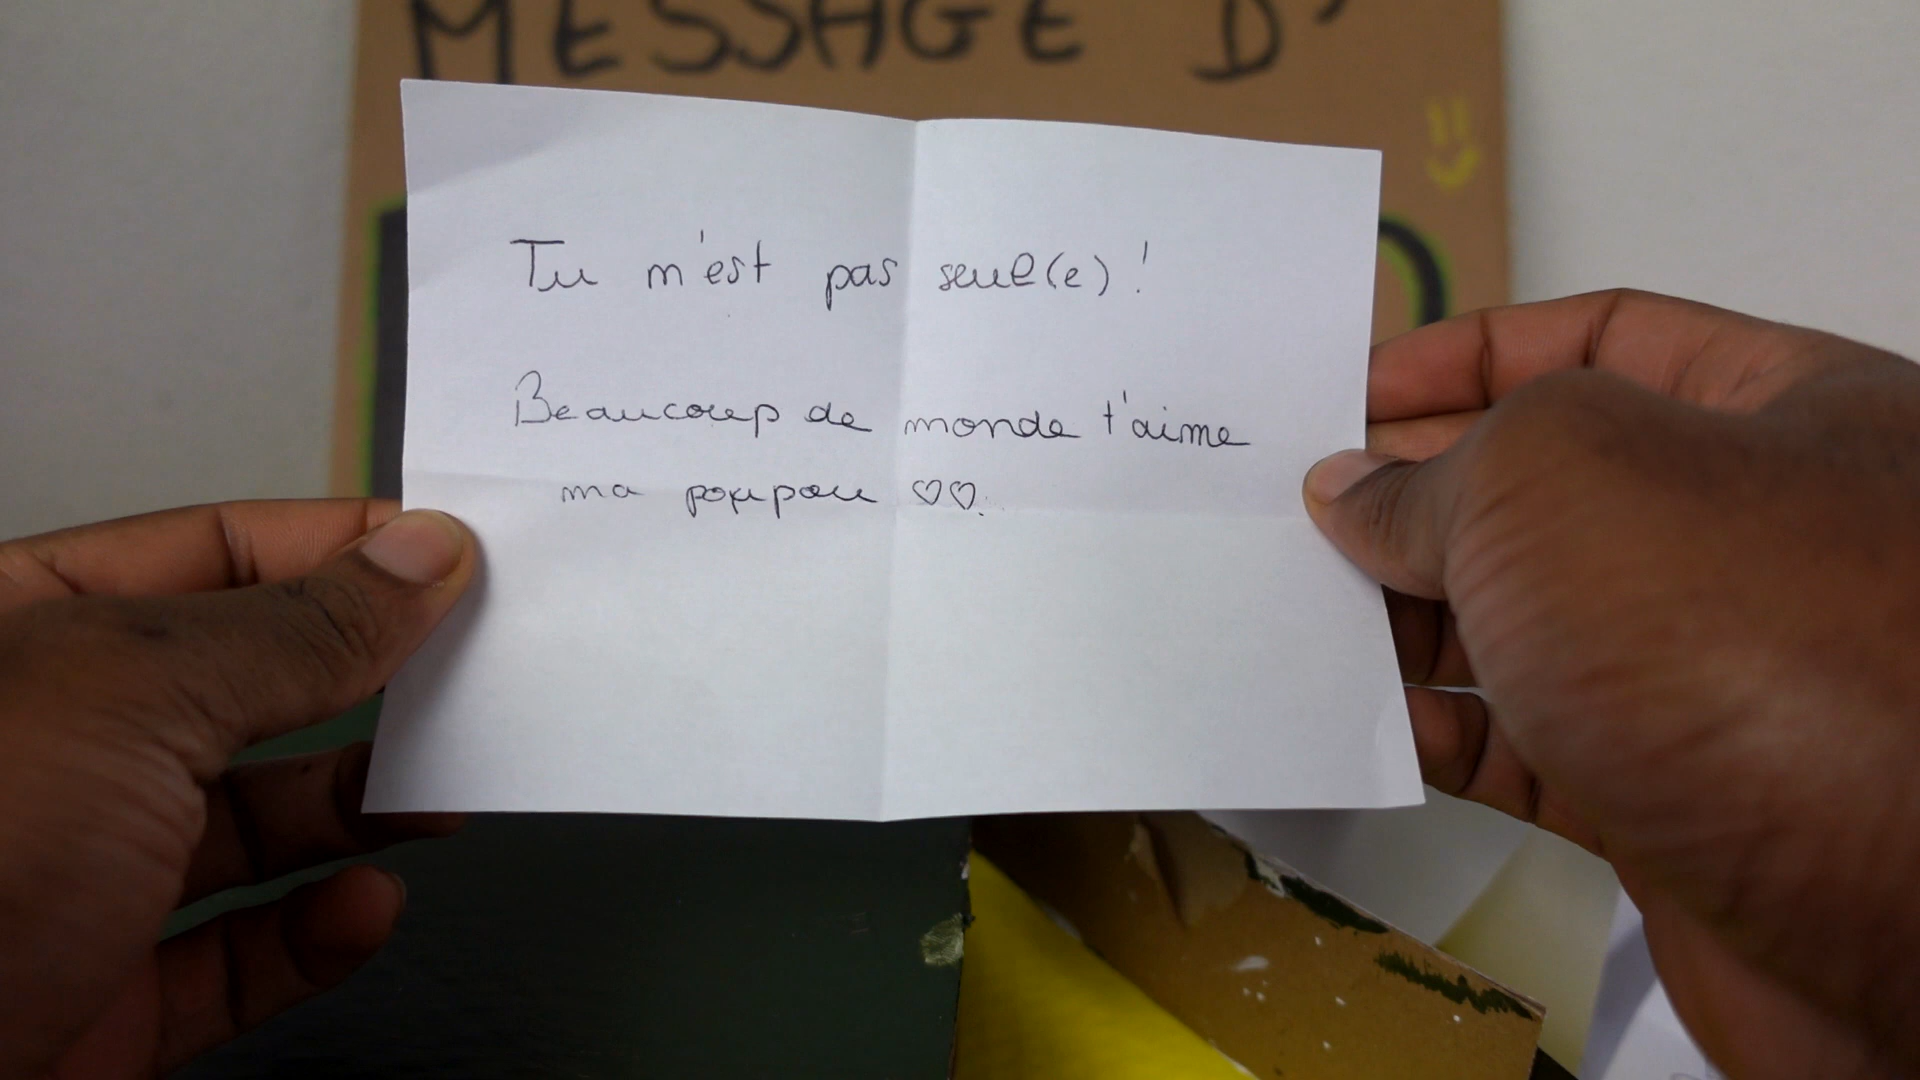 MESSAGE D'
Tu n'est pas seul(e) !
Beaucoup de monde t'aime
ma poupou ♡♡.